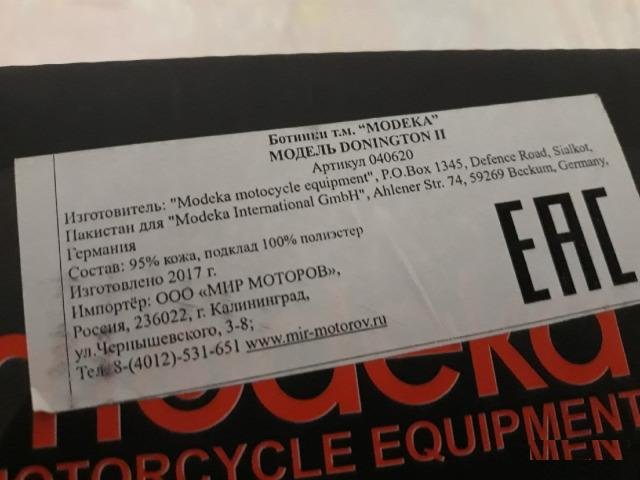 Ботинки т.м. "MODEKA"
МОДЕЛЬ DONINGTON II
Артикул 040620
Изготовитель: "Modeka motocycle equipment", P.O.Box 1345, Defence Road, Sialkot,
Пакистан для "Modeka International GmbH", Ahlener Str. 74, 59269 Beckum, Germany,
Германия
Состав: 95% кожа, подклад 100% полиэстер
Изготовлено 2017 г.
Импортёр: ООО «МИР МОТОРОВ»,
Россия, 236022, г. Калининград,
ул.Чернышевского, 3-8;
Тел. 8-(4012)-531-651 www.mir-motorov.ru
EAC
modeka
MOTORCYCLE EQUIPMENT
MEN